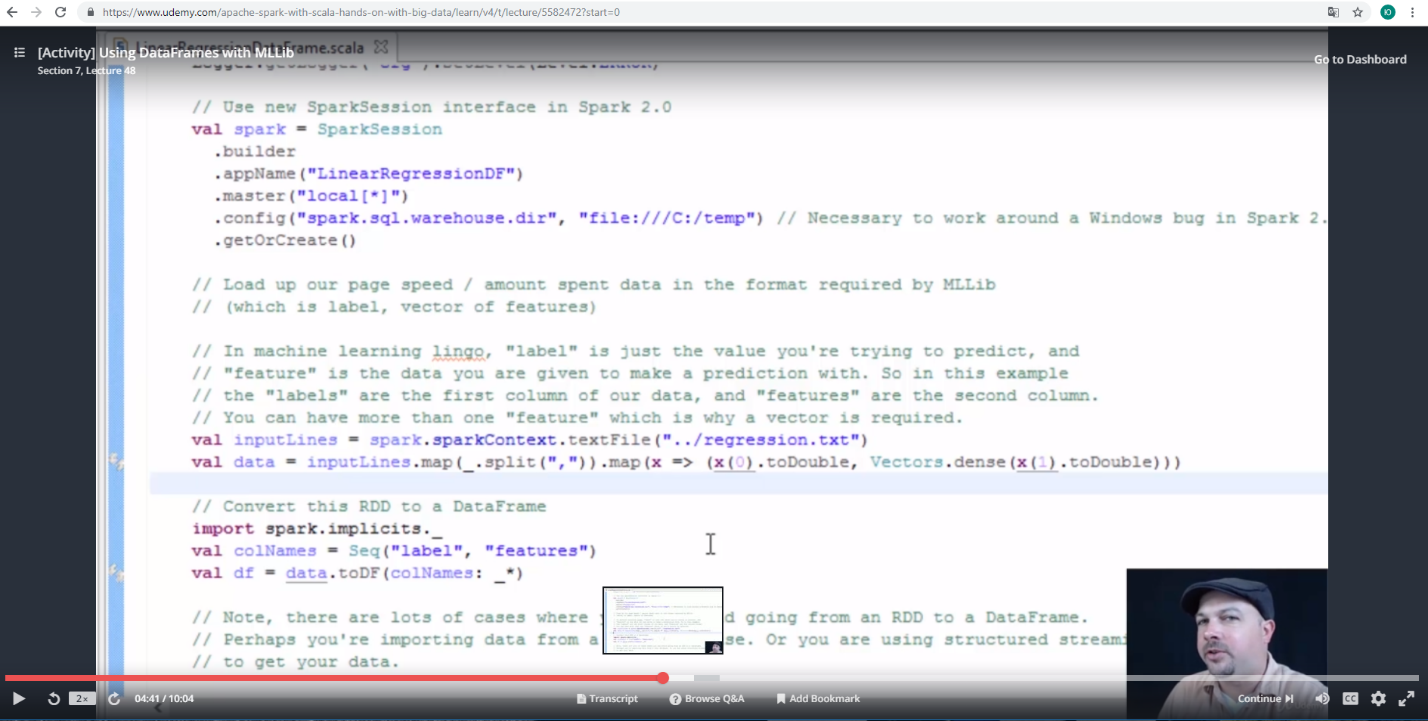 https://www.udemy.com/apache-spark-with-scala-hands-on-with-big-data/learn/v4/t/lecture/5582472?start=0
LinearRegressionDataFrame.scala
[Activity] Using DataFrames with MLLib
Section 7, Lecture 48
Go to Dashboard
// Use new SparkSession interface in Spark 2.0
val spark = SparkSession
.builder
.appName("LinearRegressionDF")
.master("local[*]")
.config("spark.sql.warehouse.dir", "file:///C:/temp") // Necessary to work around a Windows bug in Spark 2.
.getOrCreate()
// Load up our page speed / amount spent data in the format required by MLLib
// (which is label, vector of features)
// In machine learning lingo, "label" is just the value you're trying to predict, and
// "feature" is the data you are given to make a prediction with. So in this example
// the "labels" are the first column of our data, and "features" are the second column.
// You can have more than one "feature" which is why a vector is required.
val inputLines = spark.sparkContext.textFile("../regression.txt")
val data = inputLines.map(_.split(",")).map(x => (x(0).toDouble, Vectors.dense(x(1).toDouble)))
// Convert this RDD to a DataFrame
import spark.implicits._
val colNames = Seq("label", "features")
val df = data.toDF(colNames: _*)
// Note, there are lots of cases where going from an RDD to a DataFrame.
// Perhaps you're importing data from a Or you are using structured
// to get your data.
2x
04:41 / 10:04
Transcript
Browse Q&A
Add Bookmark
Continue
CC